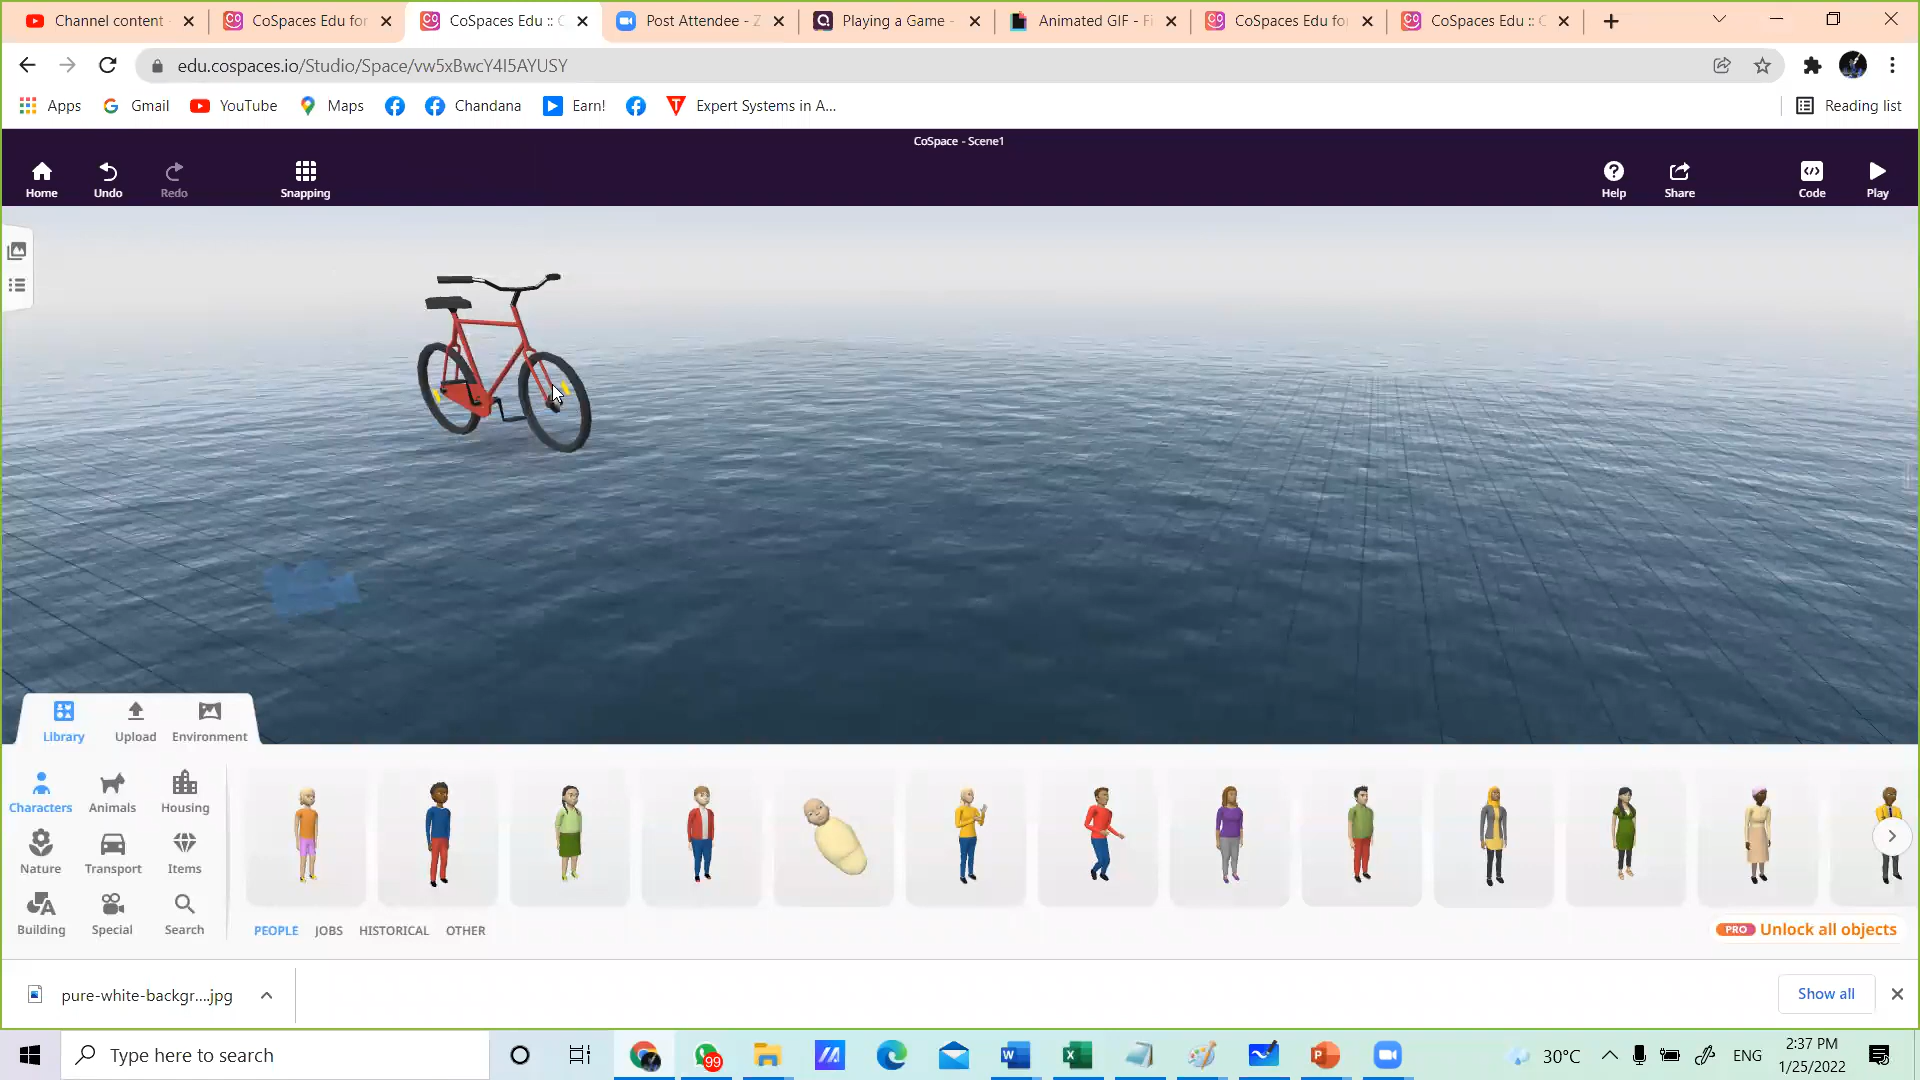 Channel content
CoSpaces Edu for
CoSpaces Edu :: C
Post Attendee - Z
Playing a Game -
Animated GIF - Fi
CoSpaces Edu fo
CoSpaces Edu :: C
edu.cospaces.io/Studio/Space/vw5xBwcY4I5AYUSY
Apps
Gmail
YouTube
Maps
Chandana
Earn!
Expert Systems in A...
Reading list
CoSpace - Scene1
Home
Undo
Redo
Snapping
Help
Share
Code
Play
Library
Upload
Environment
Characters
Animals
Housing
Nature
Transport
Items
Building
Special
Search
PEOPLE
JOBS
HISTORICAL
OTHER
PRO Unlock all objects
pure-white-backgr....jpg
Show all
Type here to search
99
30°C
ENG
2:37 PM
1/25/2022